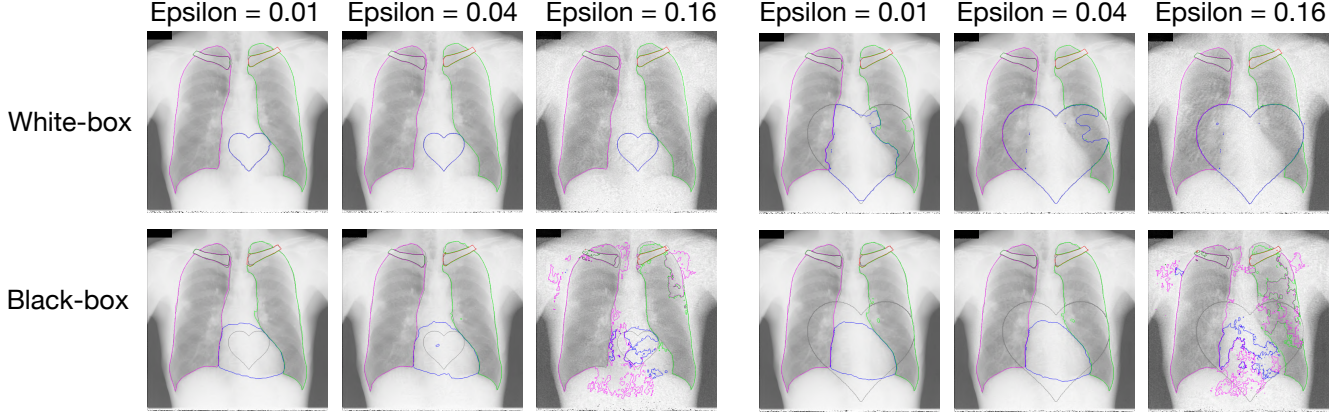 Epsilon = 0.01 Epsilon = 0.04 Epsilon = 0.16 Epsilon = 0.01 Epsilon = 0.04 Epsilon = 0.16
White-box
Black-box